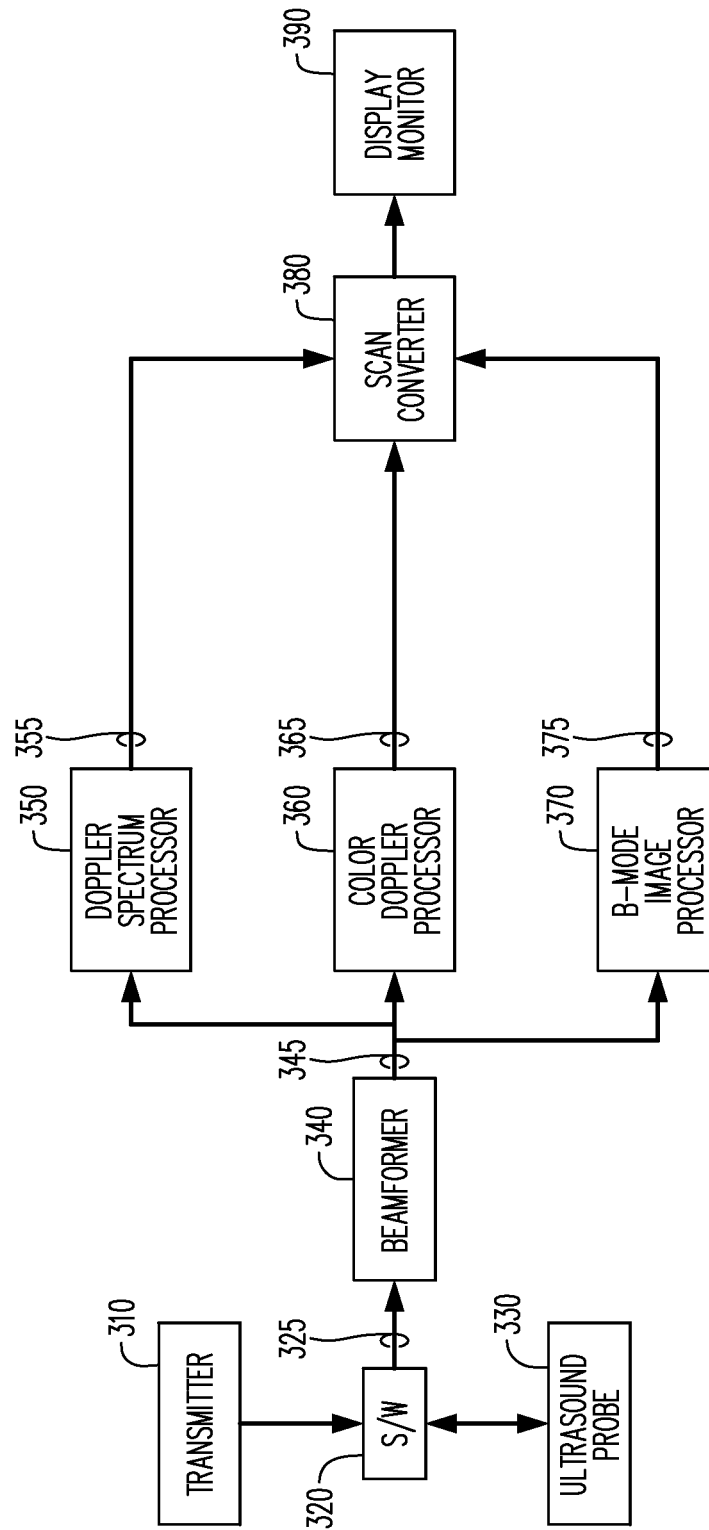 310
TRANSMITTER
320
S/W
325
330
ULTRASOUND
PROBE
340
BEAMFORMER
345
350
DOPPLER
SPECTRUM
PROCESSOR
355
360
COLOR
DOPPLER
PROCESSOR
365
370
B-MODE
IMAGE
PROCESSOR
375
380
SCAN
CONVERTER
390
DISPLAY
MONITOR